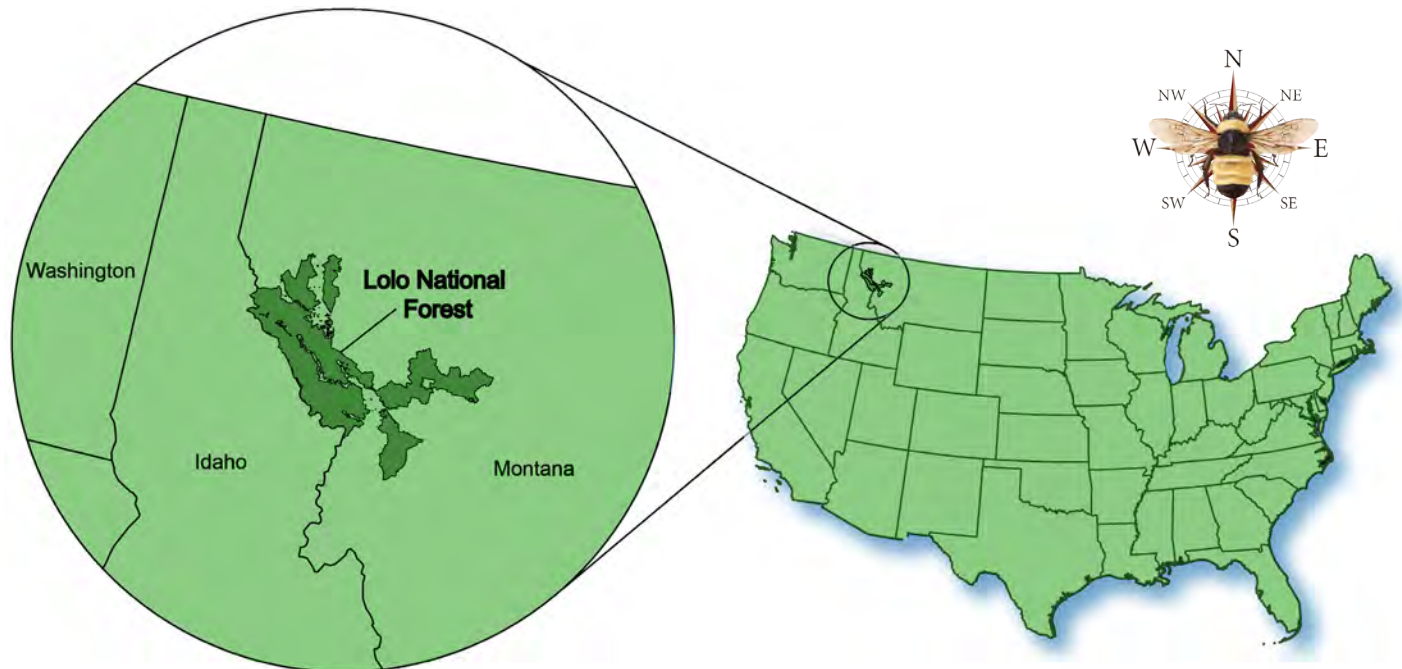 N
NW
NE
W
E
SW
SE
S
Washington
Lolo National
Forest
Idaho
Montana